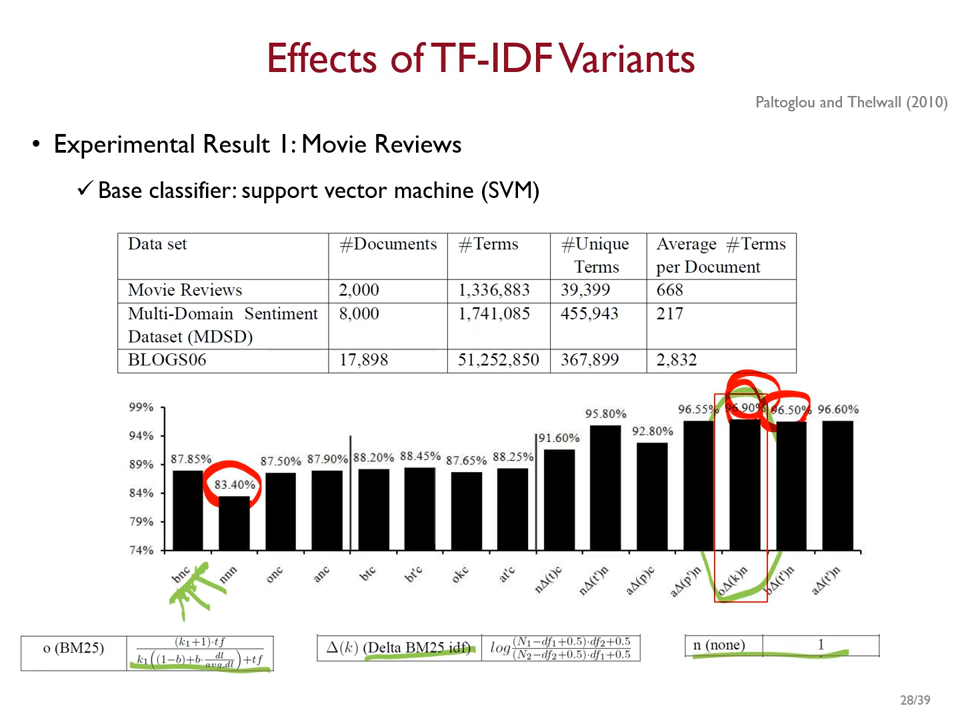 Effects of TF-IDF Variants
Paltoglou and Thelwall (2010)
• Experimental Result 1: Movie Reviews
✓ Base classifier: support vector machine (SVM)
Data set #Documents #Terms #Unique Terms Average #Terms per Document
Movie Reviews 2,000 1,336,883 39,399 668
Multi-Domain Sentiment Dataset (MDSD) 8,000 1,741,085 455,943 217
BLOGS06 17,898 51,252,850 367,899 2,832
99%
94%
89%
84%
79%
74%
87.85% 83.40% 87.50% 87.90% 88.20% 88.45% 87.65% 88.25% 91.60% 95.80% 92.80% 96.55% 96.90% 96.50% 96.60%
bnc nnn onc anc btc bt'c okc at'c nΔ(t)c nΔ(t')n aΔ(p)c aΔ(p')n oΔ(k)n bΔ(t')n aΔ(t')n
o (BM25) (k₁+1)·tf / k₁((1−b)+b·dl/avg_dl)+tf
Δ(k) (Delta BM25 idf) log (N₁−df₁+0.5)·df₂+0.5 / (N₂−df₂+0.5)·df₁+0.5
n (none) 1
28/39